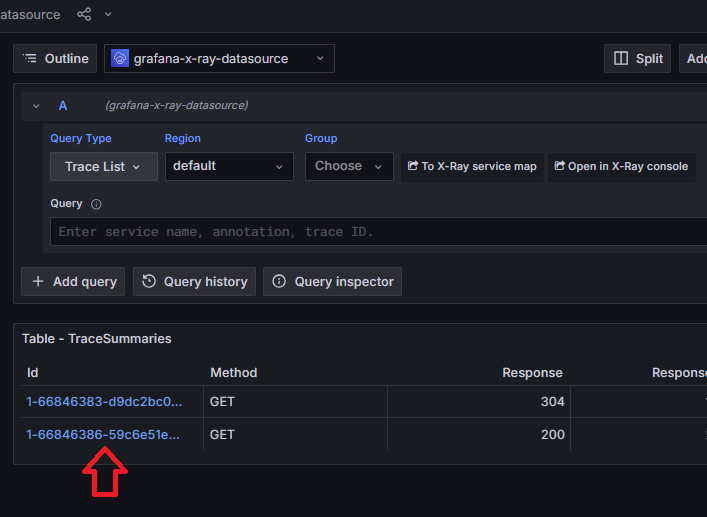 atasource
Outline grafana-x-ray-datasource Split Add
A (grafana-x-ray-datasource)
Query Type Region Group
Trace List default Choose To X-Ray service map Open in X-Ray console
Query
Enter service name, annotation, trace ID.
+ Add query Query history Query inspector
Table - TraceSummaries
Id Method Response Respons
1-66846383-d9dc2bc0... GET 304
1-66846386-59c6e51e... GET 200